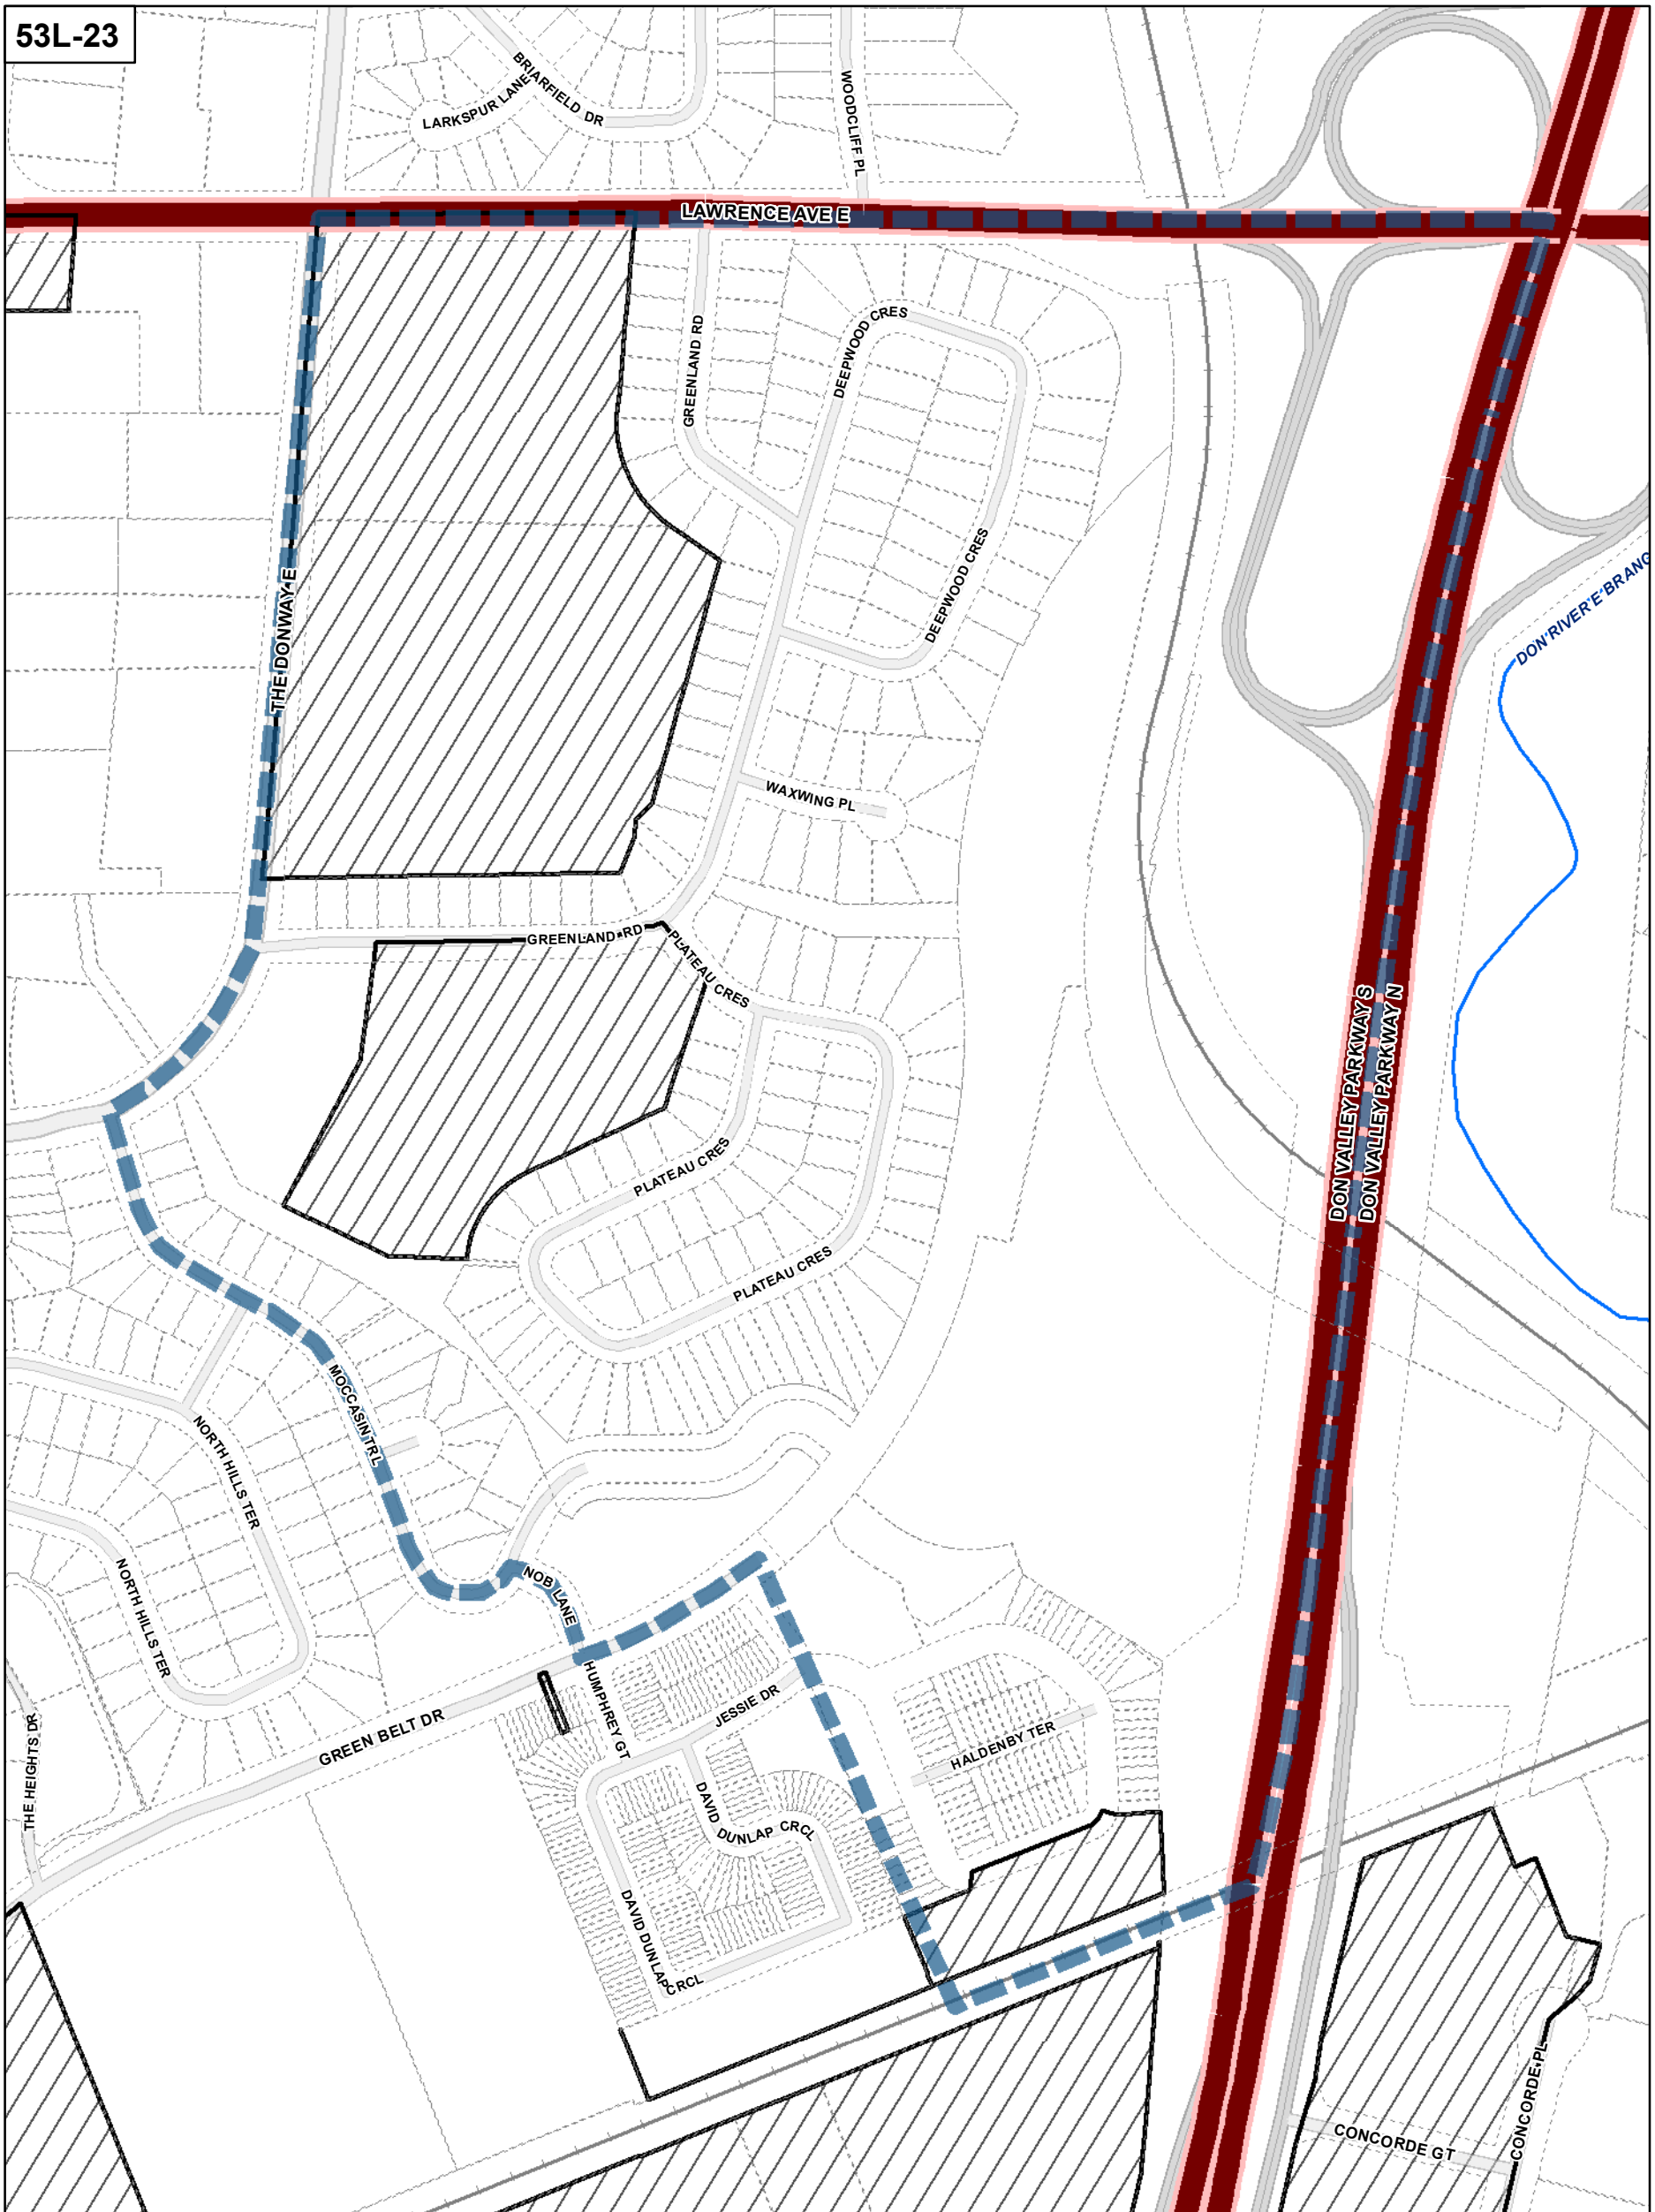 53L-23
BRIARFIELD DR
LARKSPUR LANE
WOODCLIFF PL
LAWRENCE AVE E
GREENLAND RD
DEEPWOOD CRES
DEEPWOOD CRES
THE DONWAY E
WAXWING PL
GREENLAND RD
PLATEAU CRES
DON VALLEY PARKWAY S
DON VALLEY PARKWAY N
PLATEAU CRES
PLATEAU CRES
MOCCASIN TRL
NORTH HILLS TER
NORTH HILLS TER
NOB LANE
HUMPHREY GT
JESSIE DR
GREEN BELT DR
THE HEIGHTS DR
HALDENBY TER
DAVID DUNLAP CRCL
DAVID DUNLAP CRCL
CONCORDE PL
CONCORDE GT
DON RIVER E BRANC